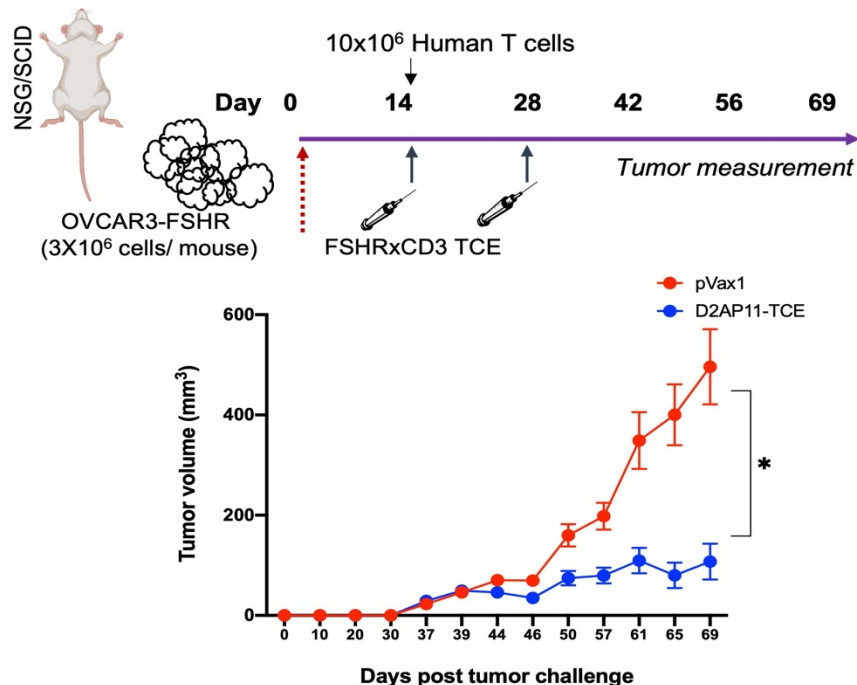 NSG/SCID
10x10⁶ Human T cells
Day 0 14 28 42 56 69
Tumor measurement
OVCAR3-FSHR
(3X10⁶ cells/ mouse)
FSHRxCD3 TCE
pVax1
D2AP11-TCE
600
400
200
0
Tumor volume (mm³)
*
0 10 20 30 37 39 44 46 50 57 61 65 69
Days post tumor challenge